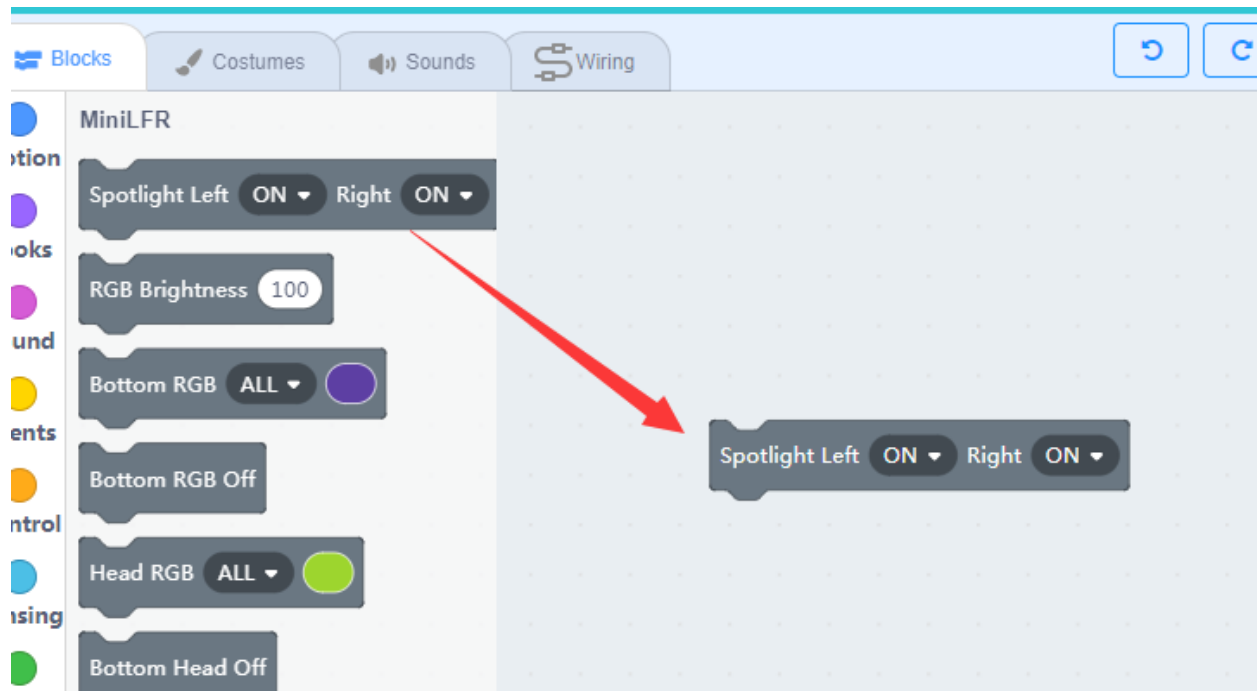 Blocks
Costumes
Sounds
Wiring
MiniLFR
otion
Spotlight Left ON Right ON
ooks
RGB Brightness 100
und
Bottom RGB ALL
ents
Bottom RGB Off
ntrol
Head RGB ALL
nsing
Bottom Head Off
Spotlight Left ON Right ON